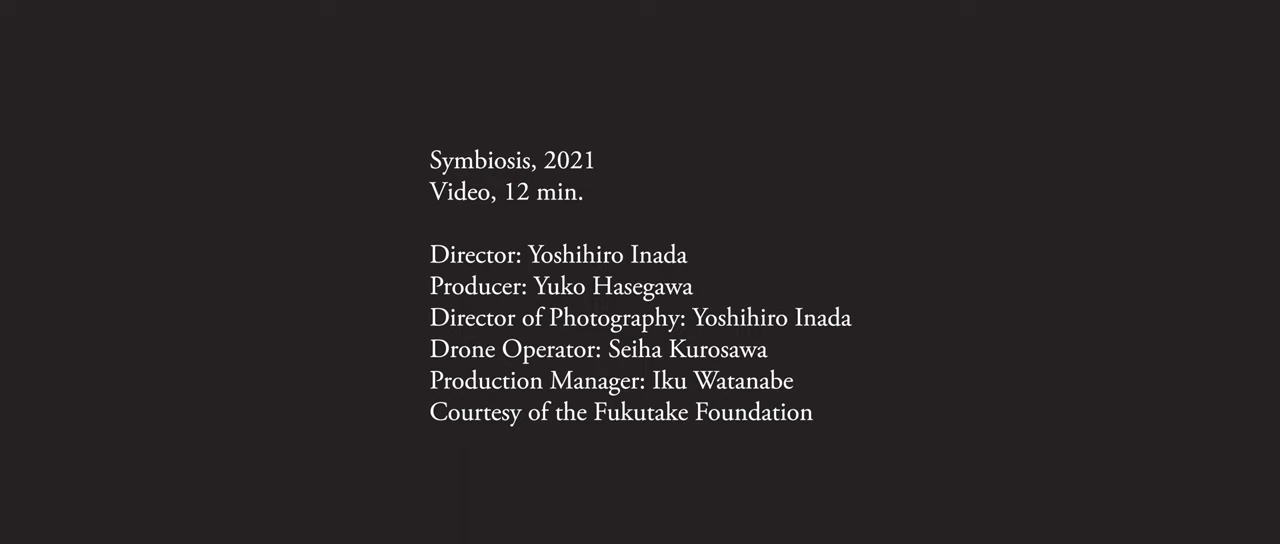 Symbiosis, 2021
Video, 12 min.
Director: Yoshihiro Inada
Producer: Yuko Hasegawa
Director of Photography: Yoshihiro Inada
Drone Operator: Seiha Kurosawa
Production Manager: Iku Watanabe
Courtesy of the Fukutake Foundation